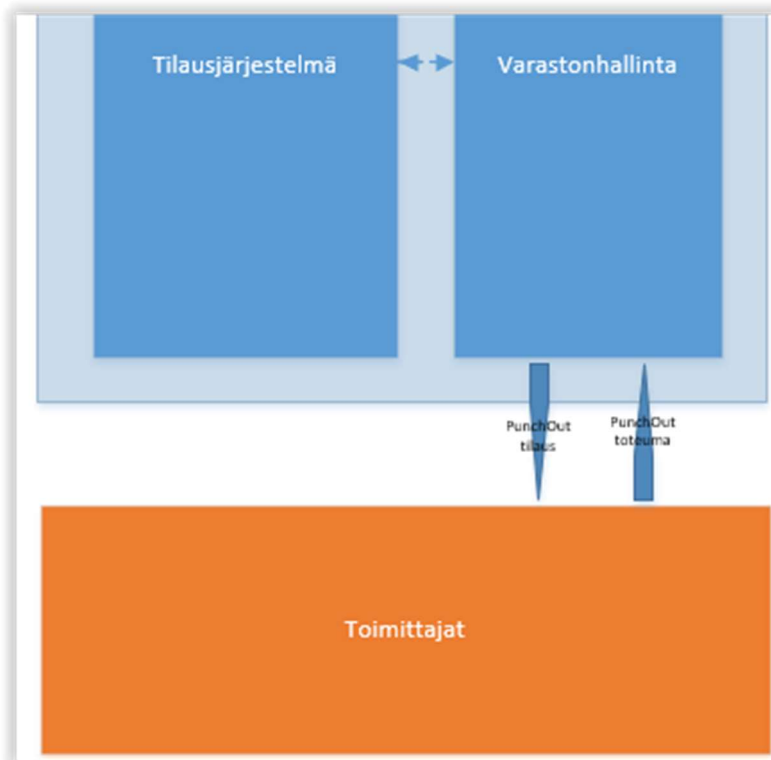 Tilausjärjestelmä
Varastonhallinta
PunchOut
tilaus
PunchOut
toteuma
Toimittajat